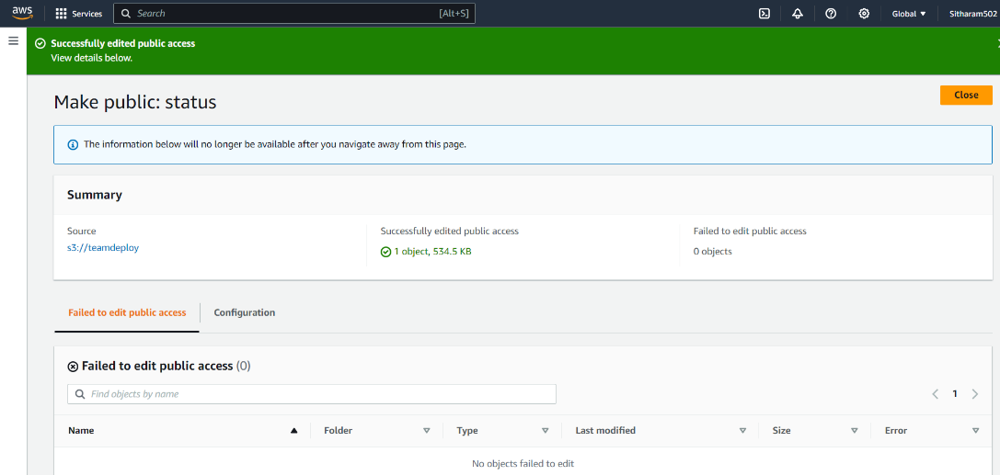 aws Services Search [Alt+S] Global Sitharam502
Successfully edited public access
View details below.
Make public: status
Close
The information below will no longer be available after you navigate away from this page.
Summary
Source Successfully edited public access Failed to edit public access
s3://teamdeploy 1 object, 534.5 KB 0 objects
Failed to edit public access Configuration
Failed to edit public access (0)
Find objects by name 1
Name Folder Type Last modified Size Error
No objects failed to edit